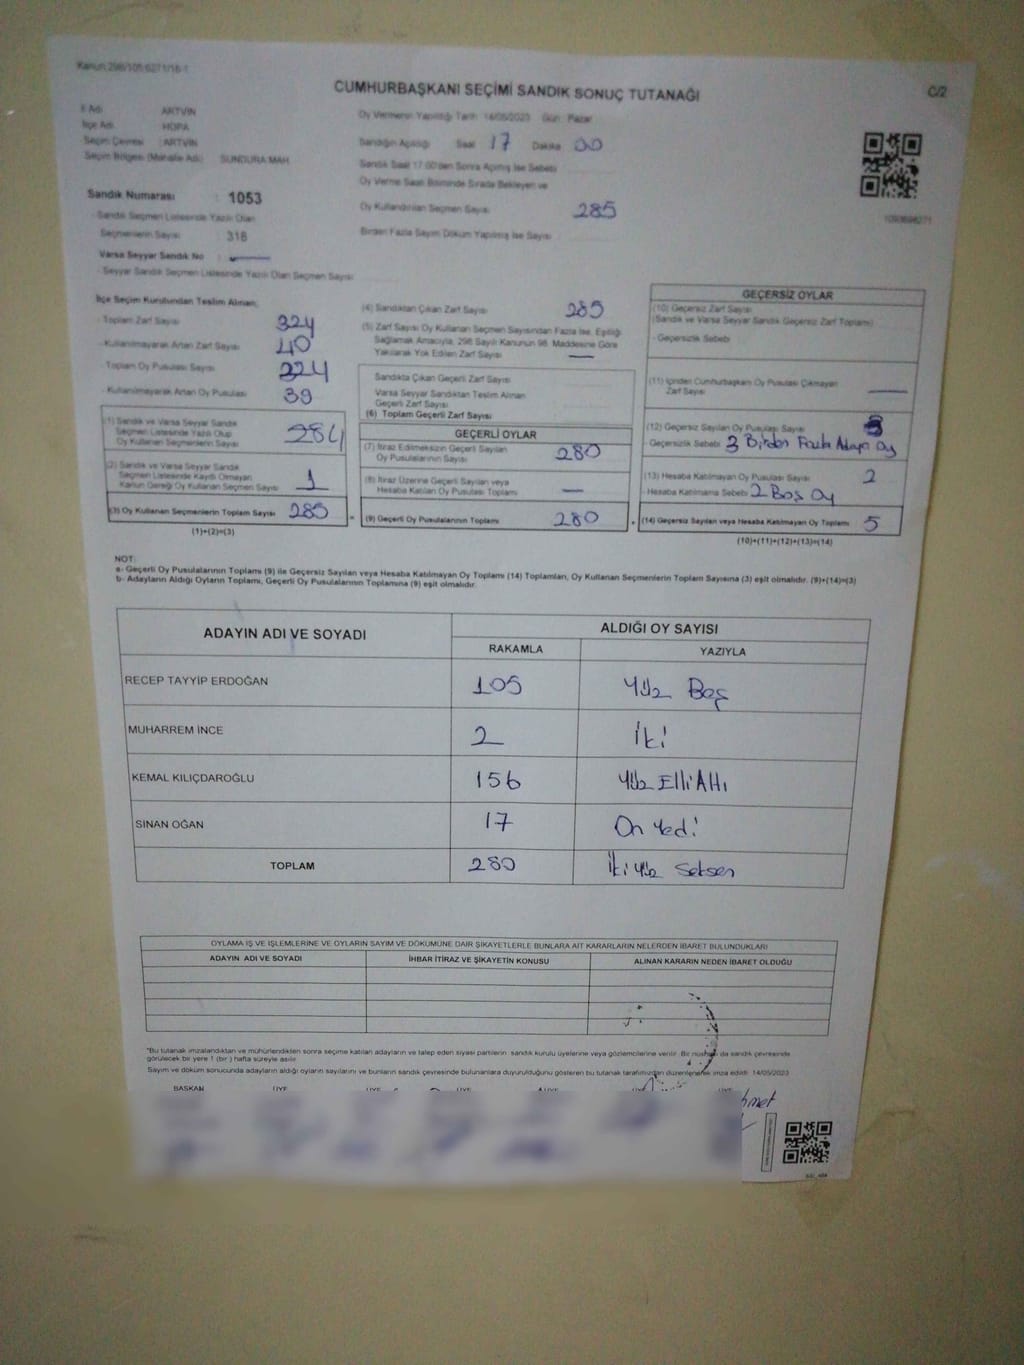 Kanun 298/105 6271/16-1
CUMHURBAŞKANI SEÇİMİ SANDIK SONUÇ TUTANAĞI
C/2
İl Adı ARTVİN
İlçe Adı HOPA
Seçim Çevresi : ARTVİN
Seçim Bölgesi (Mahalle Adı) SUNDURA MAH
Sandık Numarası : 1053
- Sandık Seçmen Listesinde Yazılı Olan
Seçmenlerin Sayısı : 318
Varsa Seyyar Sandık No :
- Seyyar Sandık Seçmen Listesinde Yazılı Olan Seçmen Sayısı
Oy Vermenin Yapıldığı Tarih 14/05/2023 Gün Pazar
Sandığın Açıldığı Saat 17 Dakika 00
Sandık Saat 17:00'den Sonra Açılmış İse Sebebi
Oy Verme Saati Bitiminde Sırada Bekleyen ve
Oy Kullandırılan Seçmen Sayısı 285
Birden Fazla Sayım Döküm Yapılmış İse Sayısı
1093698271
İlçe Seçim Kurulundan Teslim Alınan;
- Toplam Zarf Sayısı 324
- Kullanılmayarak Artan Zarf Sayısı 40
- Toplam Oy Pusulası Sayısı 324
- Kullanılmayarak Artan Oy Pusulası 39
(1) Sandık ve Varsa Seyyar Sandık
Seçmen Listesinde Yazılı Olup
Oy Kullanan Seçmenlerin Sayısı 284
(2) Sandık ve Varsa Seyyar Sandık
Seçmen Listesinde Kayıtlı Olmayan
Kanun Gereği Oy Kullanan Seçmen Sayısı 1
(3) Oy Kullanan Seçmenlerin Toplam Sayısı 285
(1)+(2)=(3)
(4) Sandıktan Çıkan Zarf Sayısı 285
(5) Zarf Sayısı Oy Kullanan Seçmen Sayısından Fazla İse, Eşitliği
Sağlamak Amacıyla, 298 Sayılı Kanunun 98. Maddesine Göre
Yakılarak Yok Edilen Zarf Sayısı —
Sandıkta Çıkan Geçerli Zarf Sayısı
Varsa Seyyar Sandıktan Teslim Alınan
Geçerli Zarf Sayısı
(6) Toplam Geçerli Zarf Sayısı
GEÇERLİ OYLAR
(7) İtiraz Edilmeksizin Geçerli Sayılan
Oy Pusulalarının Sayısı 280
(8) İtiraz Üzerine Geçerli Sayılan veya
Hesaba Katılan Oy Pusulası Toplamı —
= (9) Geçerli Oy Pusulalarının Toplamı 280
GEÇERSİZ OYLAR
(10) Geçersiz Zarf Sayısı
(Sandık ve Varsa Seyyar Sandık Geçersiz Zarf Toplamı)
- Geçersizlik Sebebi
(11) İçinden Cumhurbaşkanı Oy Pusulası Çıkmayan
Zarf Sayısı —
(12) Geçersiz Sayılan Oy Pusulası Sayısı 3
- Geçersizlik Sebebi 3 Birden Fazla Adaya Oy
(13) Hesaba Katılmayan Oy Pusulası Sayısı 2
- Hesaba Katılmama Sebebi 2 Boş Oy
+ (14) Geçersiz Sayılan veya Hesaba Katılmayan Oy Toplamı 5
(10)+(11)+(12)+(13)=(14)
NOT:
a- Geçerli Oy Pusulalarının Toplamı (9) ile Geçersiz Sayılan veya Hesaba Katılmayan Oy Toplamı (14) Toplamları, Oy Kullanan Seçmenlerin Toplam Sayısına (3) eşit olmalıdır. (9)+(14)=(3)
b- Adayların Aldığı Oyların Toplamı, Geçerli Oy Pusulalarının Toplamına (9) eşit olmalıdır.
ADAYIN ADI VE SOYADI
ALDIĞI OY SAYISI
RAKAMLA YAZIYLA
RECEP TAYYİP ERDOĞAN 105 Yüz Beş
MUHARREM İNCE 2 İki
KEMAL KILIÇDAROĞLU 156 Yüz Elli Altı
SİNAN OĞAN 17 On Yedi
TOPLAM 280 İki Yüz Seksen
OYLAMA İŞ VE İŞLEMLERİNE VE OYLARIN SAYIM VE DÖKÜMÜNE DAİR ŞİKAYETLERLE BUNLARA AİT KARARLARIN NELERDEN İBARET BULUNDUKLARI
ADAYIN ADI VE SOYADI İHBAR İTİRAZ VE ŞİKAYETİN KONUSU ALINAN KARARIN NEDEN İBARET OLDUĞU
*Bu tutanak imzalandıktan ve mühürlendikten sonra seçime katılan adayların ve talep eden siyasi partilerin sandık kurulu üyelerine veya gözlemcilerine verilir. Bir nüshası da sandık çevresinde
görülecek bir yere 1 (bir) hafta süreyle asılır.
Sayım ve döküm sonucunda adayların aldığı oyların sayılarını ve bunların sandık çevresinde bulunanlara duyurulduğunu gösteren bu tutanak tarafımızdan düzenlenerek imza edildi. 14/05/2023
BAŞKAN ÜYE ÜYE ÜYE ÜYE ÜYE ÜYE